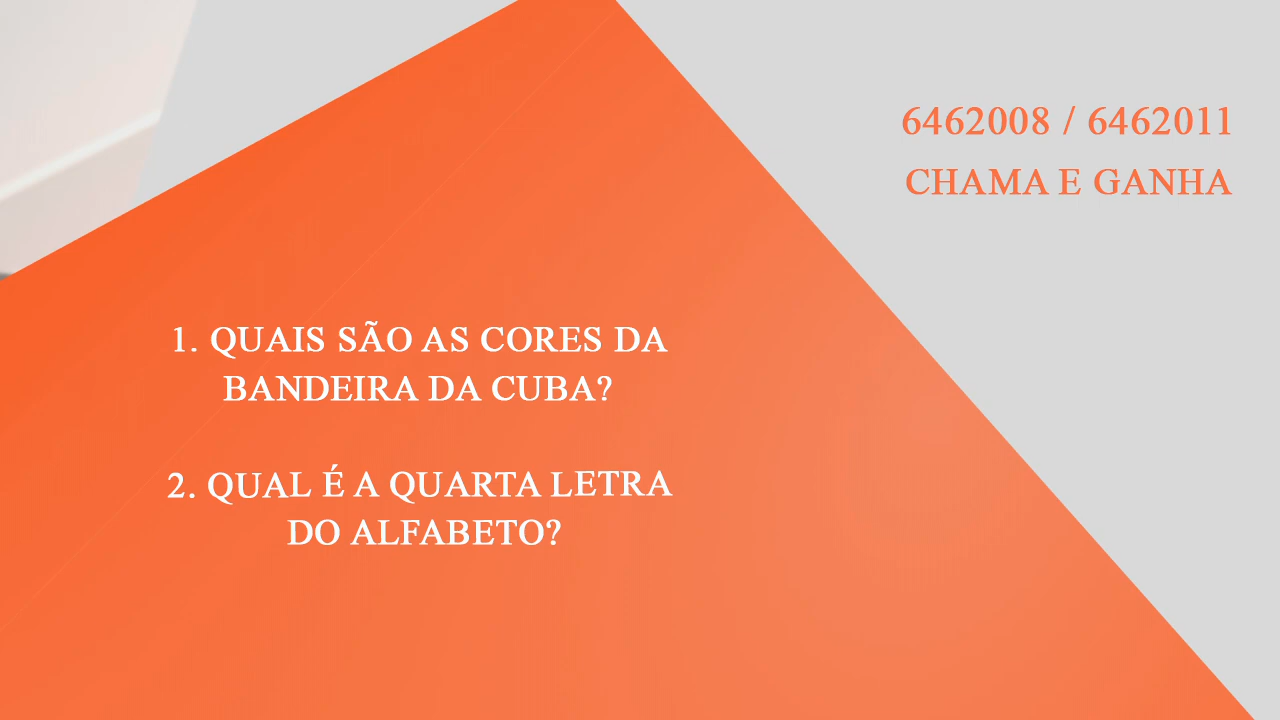 6462008 / 6462011
CHAMA E GANHA
1. QUAIS SÃO AS CORES DA
BANDEIRA DA CUBA?
2. QUAL É A QUARTA LETRA
DO ALFABETO?